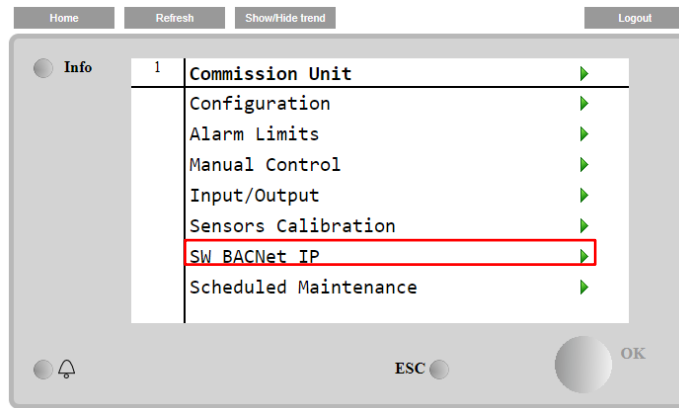 Home Refresh Show/Hide trend Logout
Info
1 Commission Unit
Configuration
Alarm Limits
Manual Control
Input/Output
Sensors Calibration
SW BACNet IP
Scheduled Maintenance
ESC
OK